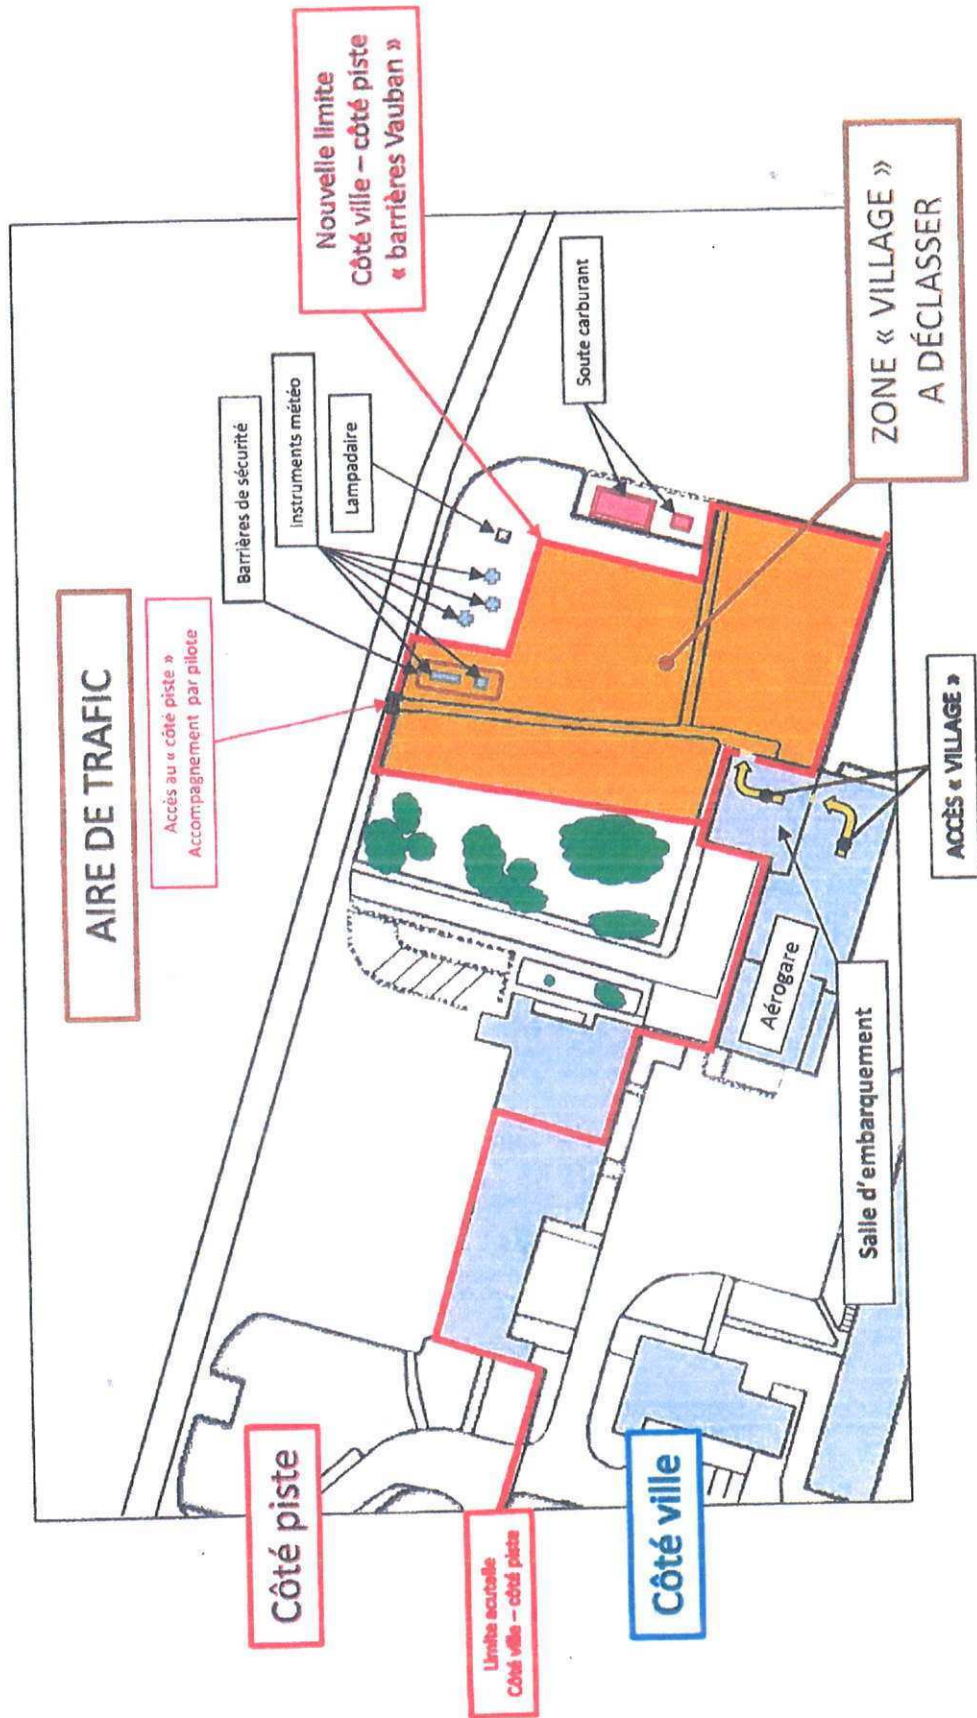 AIRE DE TRAFIC
Accès au « côté piste »
Accompagnement par pilote
Nouvelle limite
Côté ville – côté piste
« barrières Vauban »
Barrières de sécurité
Instruments météo
Lampadaire
Soute carburant
Côté piste
Limite acutelle
Côté ville – côté piste
Côté ville
Aérogare
Salle d'embarquement
ACCÈS « VILLAGE »
ZONE « VILLAGE »
A DÉCLASSER